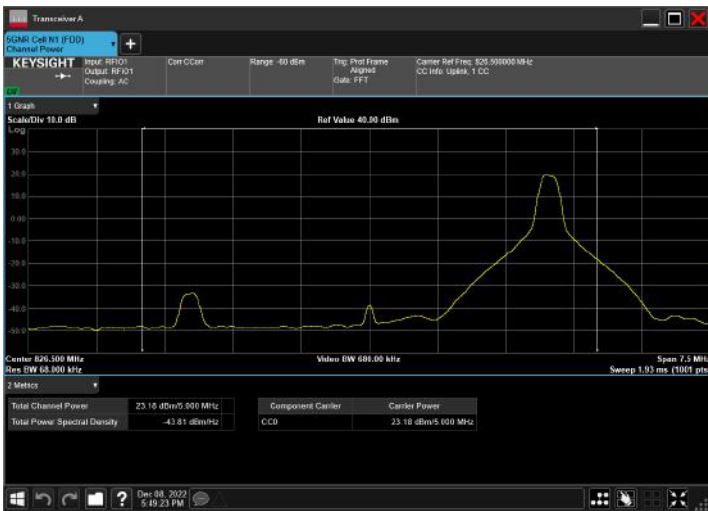 Transceiver A
5GNR Cell N1 (FDD)
Channel Power
KEYSIGHT
Input: RFIO1
Output: RFIO1
Coupling: AC
Corr CCorr
Range: -60 dBm
Trig: Prot Frame
Aligned
Gate: FFT
Carrier Ref Freq: 826.500000 MHz
CC Info: Uplink, 1 CC
1 Graph
Scale/Div 10.0 dB
Ref Value 40.00 dBm
Log
30.0
20.0
10.0
0.00
-10.0
-20.0
-30.0
-40.0
-50.0
Center 826.500 MHz
Video BW 680.00 kHz
Span 7.5 MHz
Res BW 68.000 kHz
Sweep 1.93 ms (1001 pts
2 Metrics
Total Channel Power 23.18 dBm/5.000 MHz
Total Power Spectral Density -43.81 dBm/Hz
Component Carrier Carrier Power
CC0 23.18 dBm/5.000 MHz
?
Dec 08, 2022
5:49:23 PM